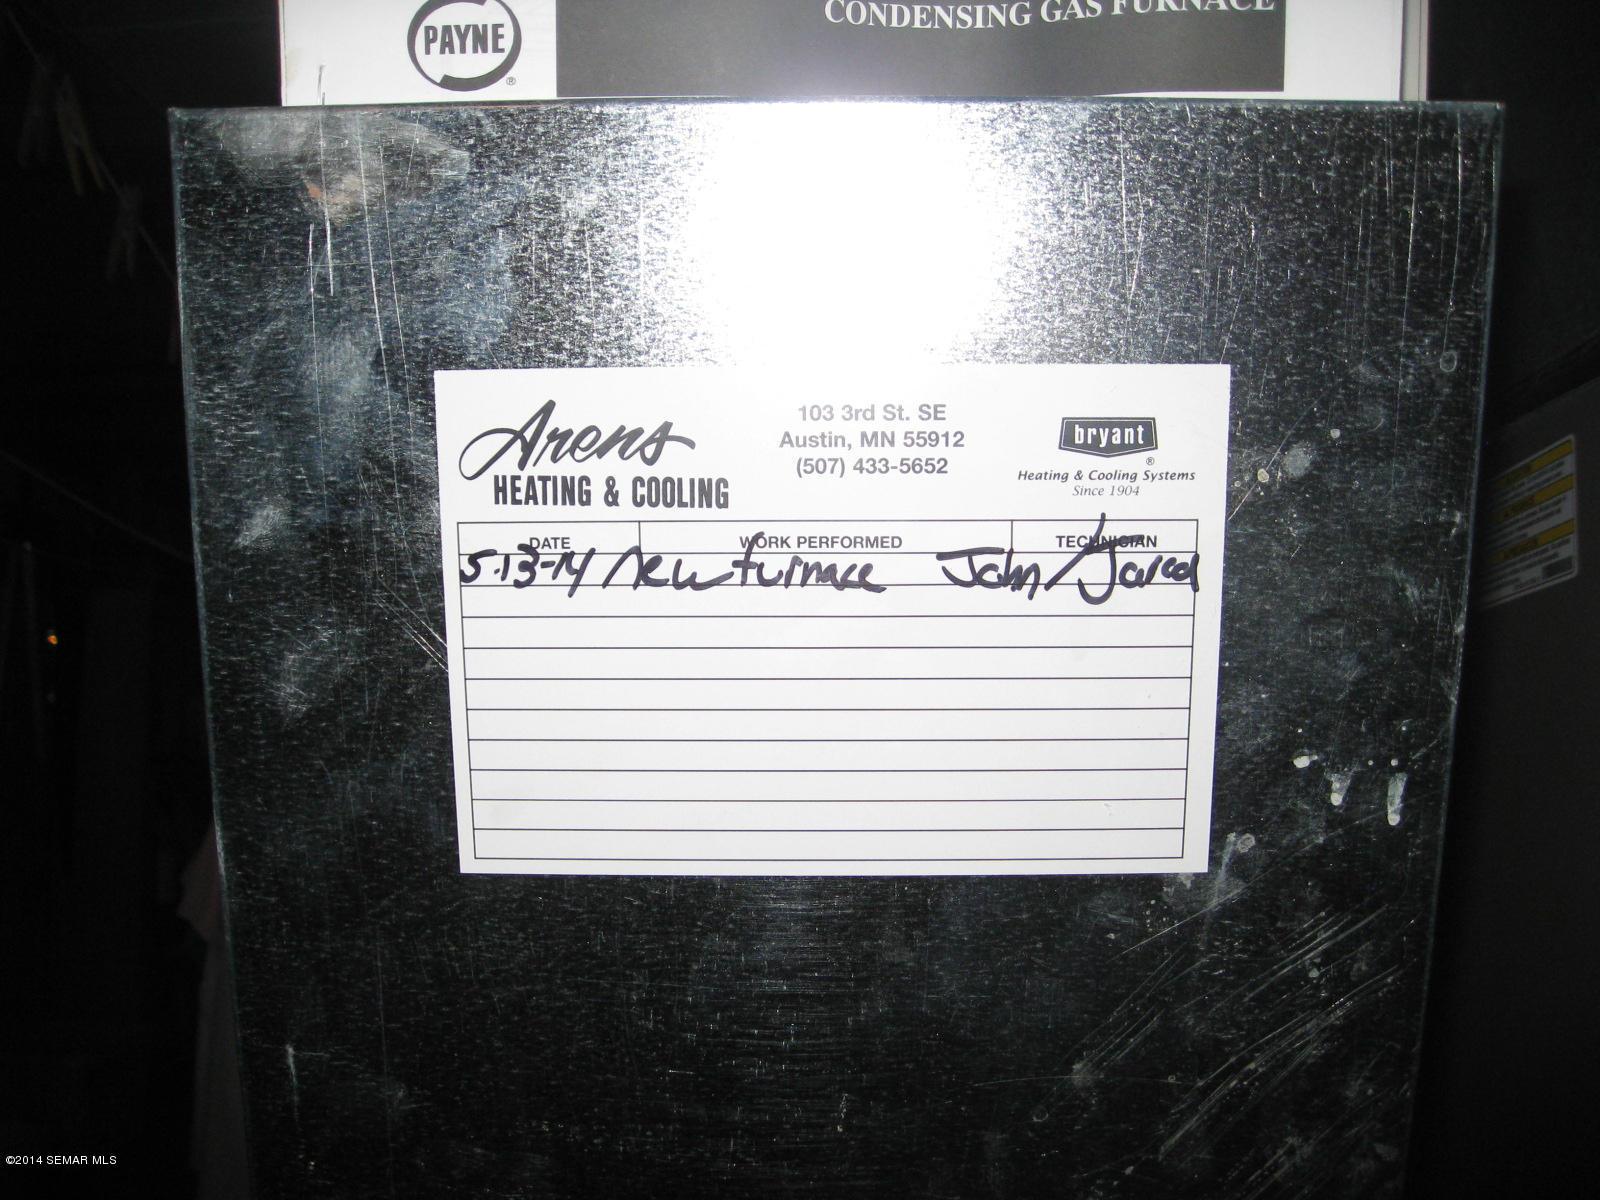 PAYNE®
CONDENSING GAS FURNACE
Arens
HEATING & COOLING
103 3rd St. SE
Austin, MN 55912
(507) 433-5652
bryant®
Heating & Cooling Systems
Since 1904
DATE WORK PERFORMED TECHNICIAN
5-13-14 New furnace John/Jared
©2014 SEMAR MLS